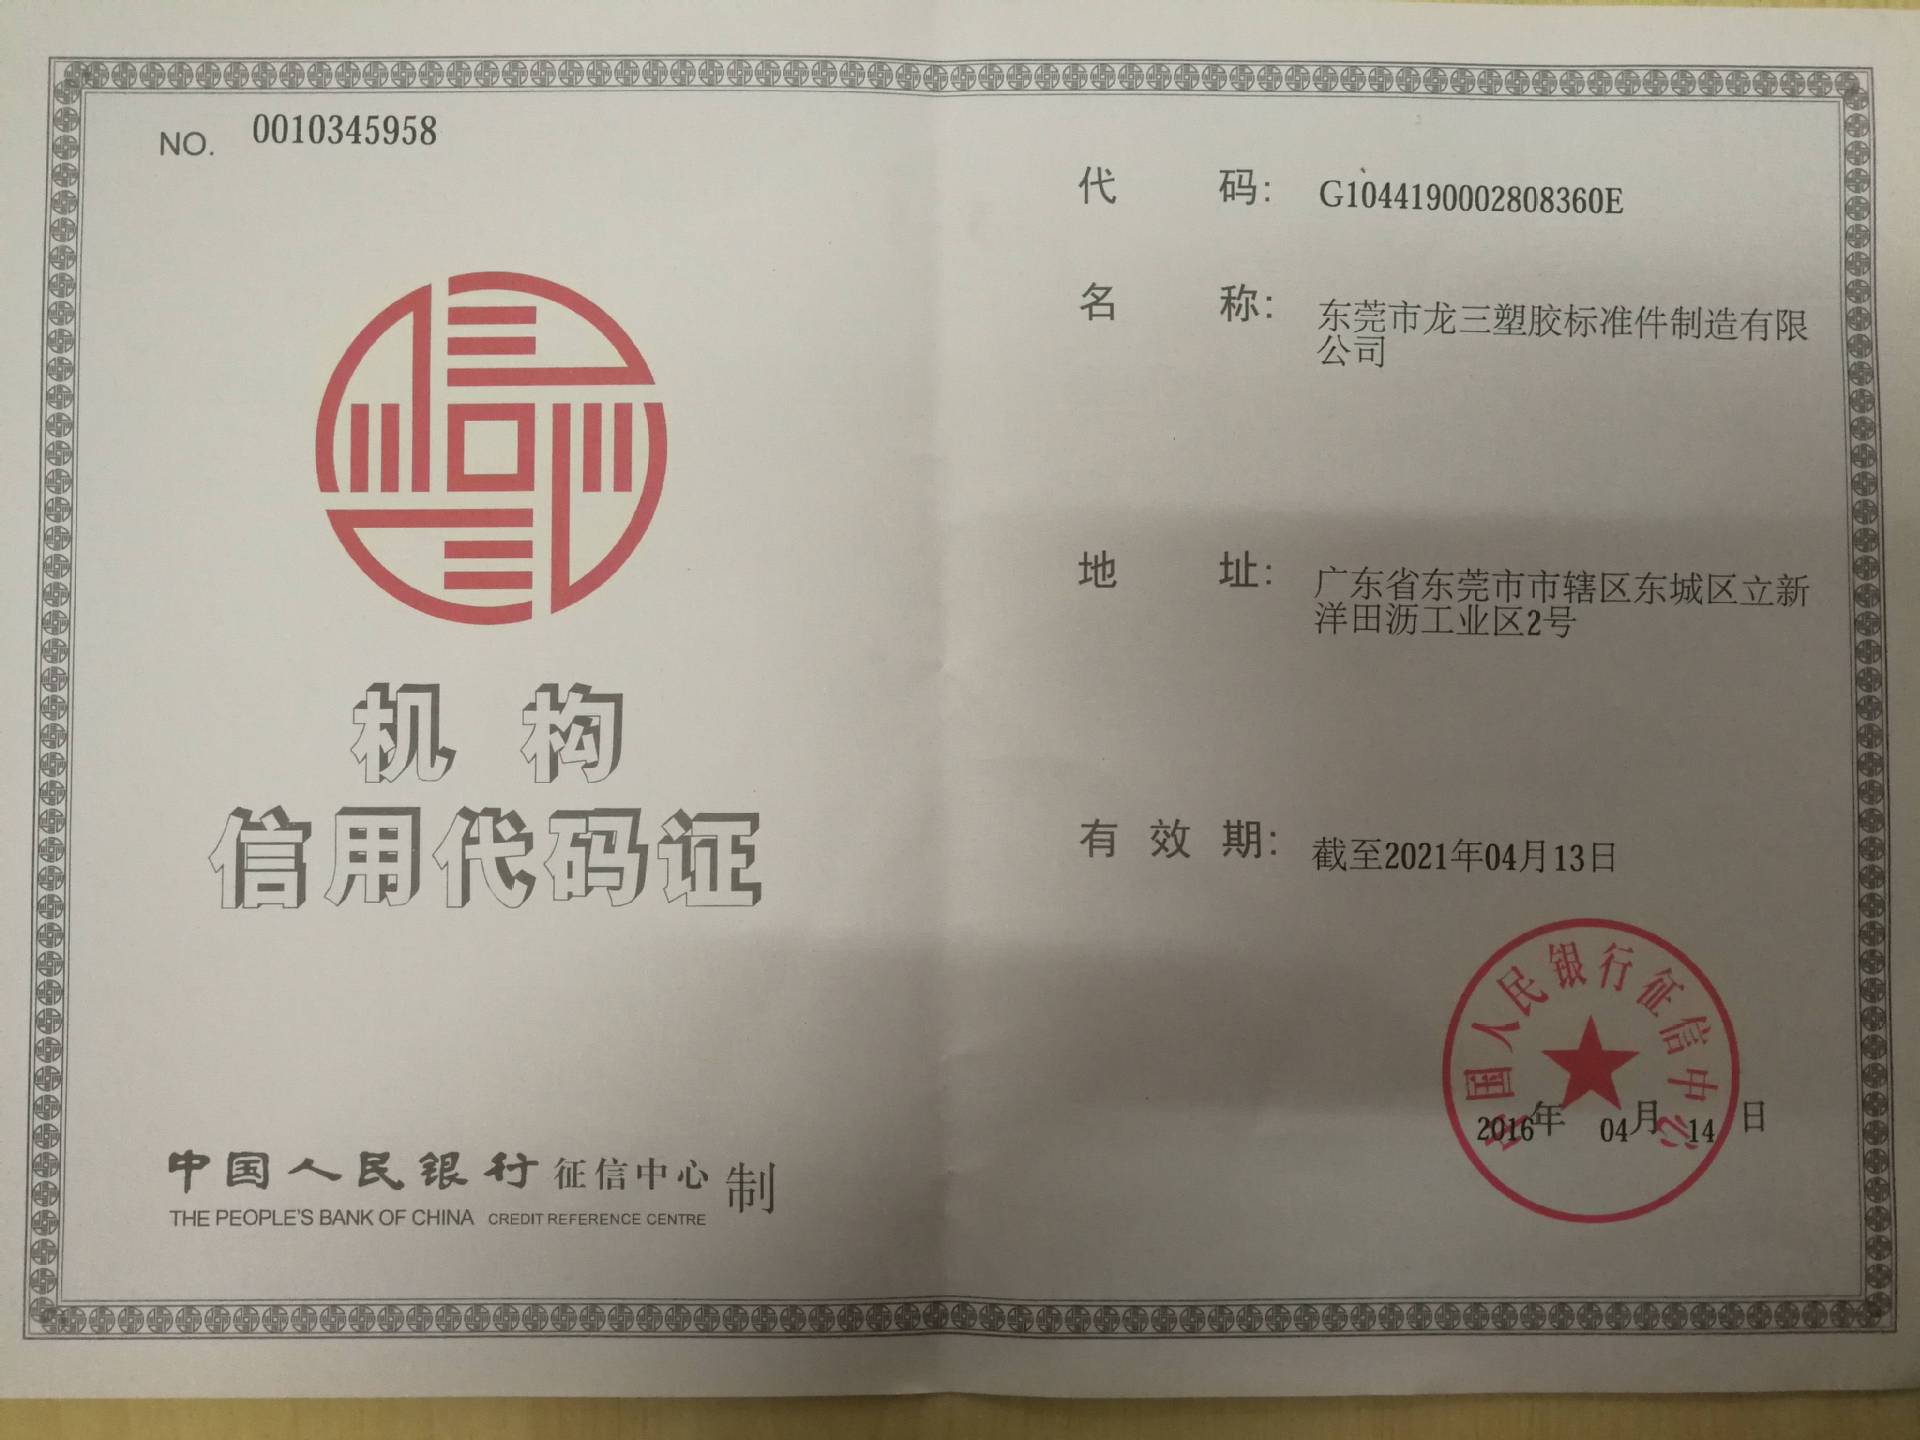 NO. 0010345958
机构
信用代码证
中国人民银行 征信中心 制
THE PEOPLE'S BANK OF CHINA CREDIT REFERENCE CENTRE
代码: G1044190002808360E
名称: 东莞市龙三塑胶标准件制造有限
公司
地址: 广东省东莞市市辖区东城区立新
洋田沥工业区2号
有效期: 截至2021年04月13日
中国人民银行征信中心
2016年04月14日